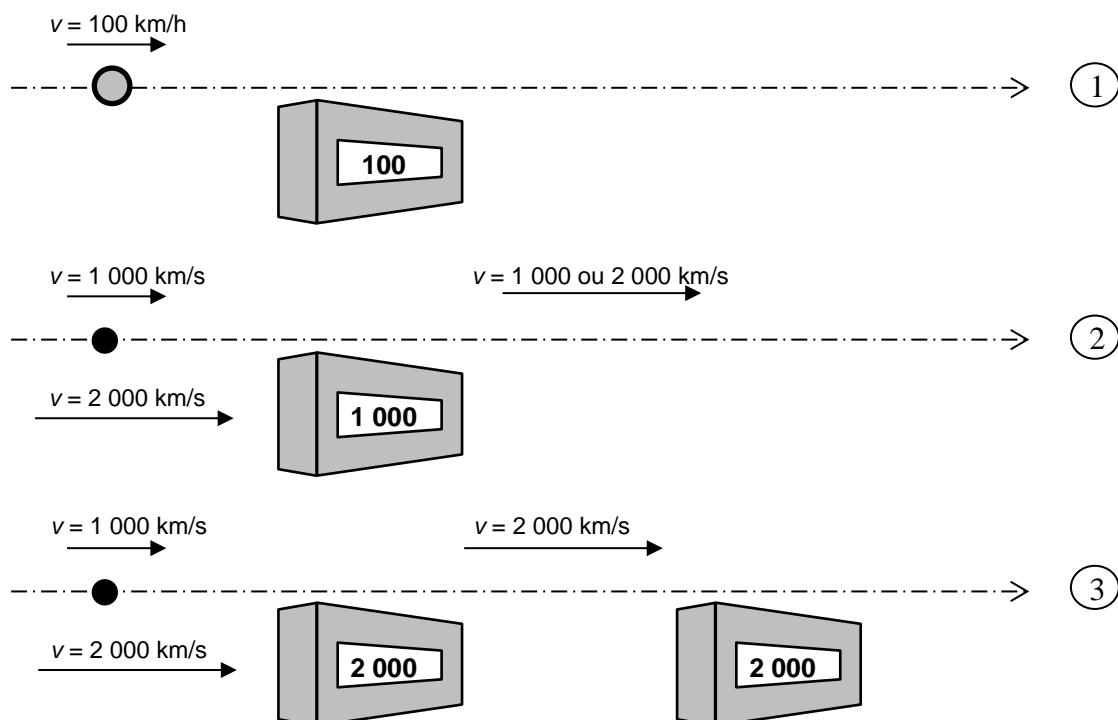 v = 100 km/h
1
100
v = 1 000 km/s
v = 1 000 ou 2 000 km/s
2
v = 2 000 km/s
1 000
v = 1 000 km/s
v = 2 000 km/s
3
v = 2 000 km/s
2 000
2 000